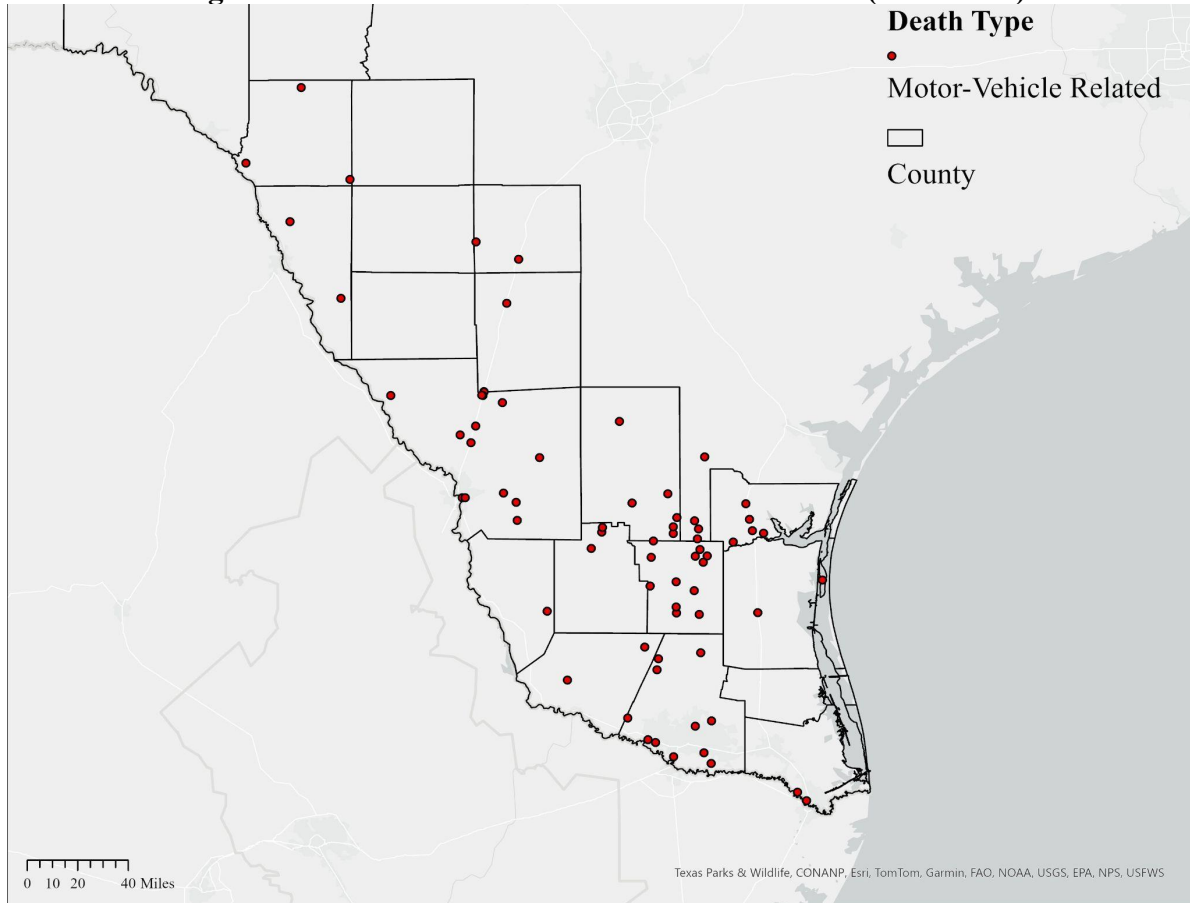 Death Type
Motor-Vehicle Related
County
0 10 20 40 Miles
Texas Parks & Wildlife, CONANP, Esri, TomTom, Garmin, FAO, NOAA, USGS, EPA, NPS, USFWS